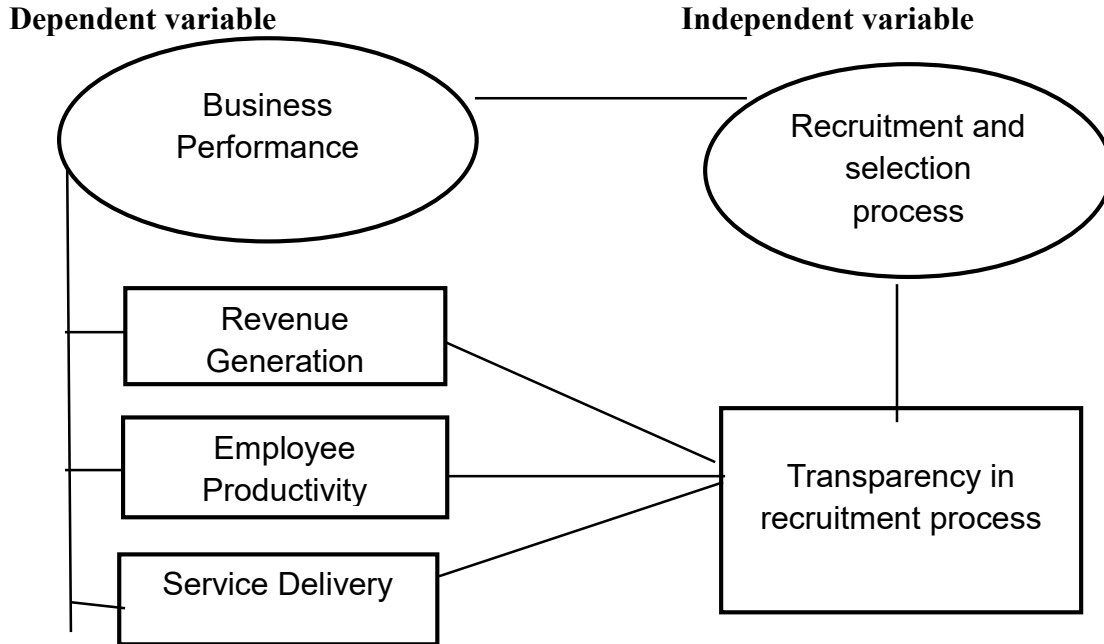 Dependent variable
Independent variable
Business
Performance
Recruitment and
selection
process
Revenue
Generation
Employee
Productivity
Service Delivery
Transparency in
recruitment process